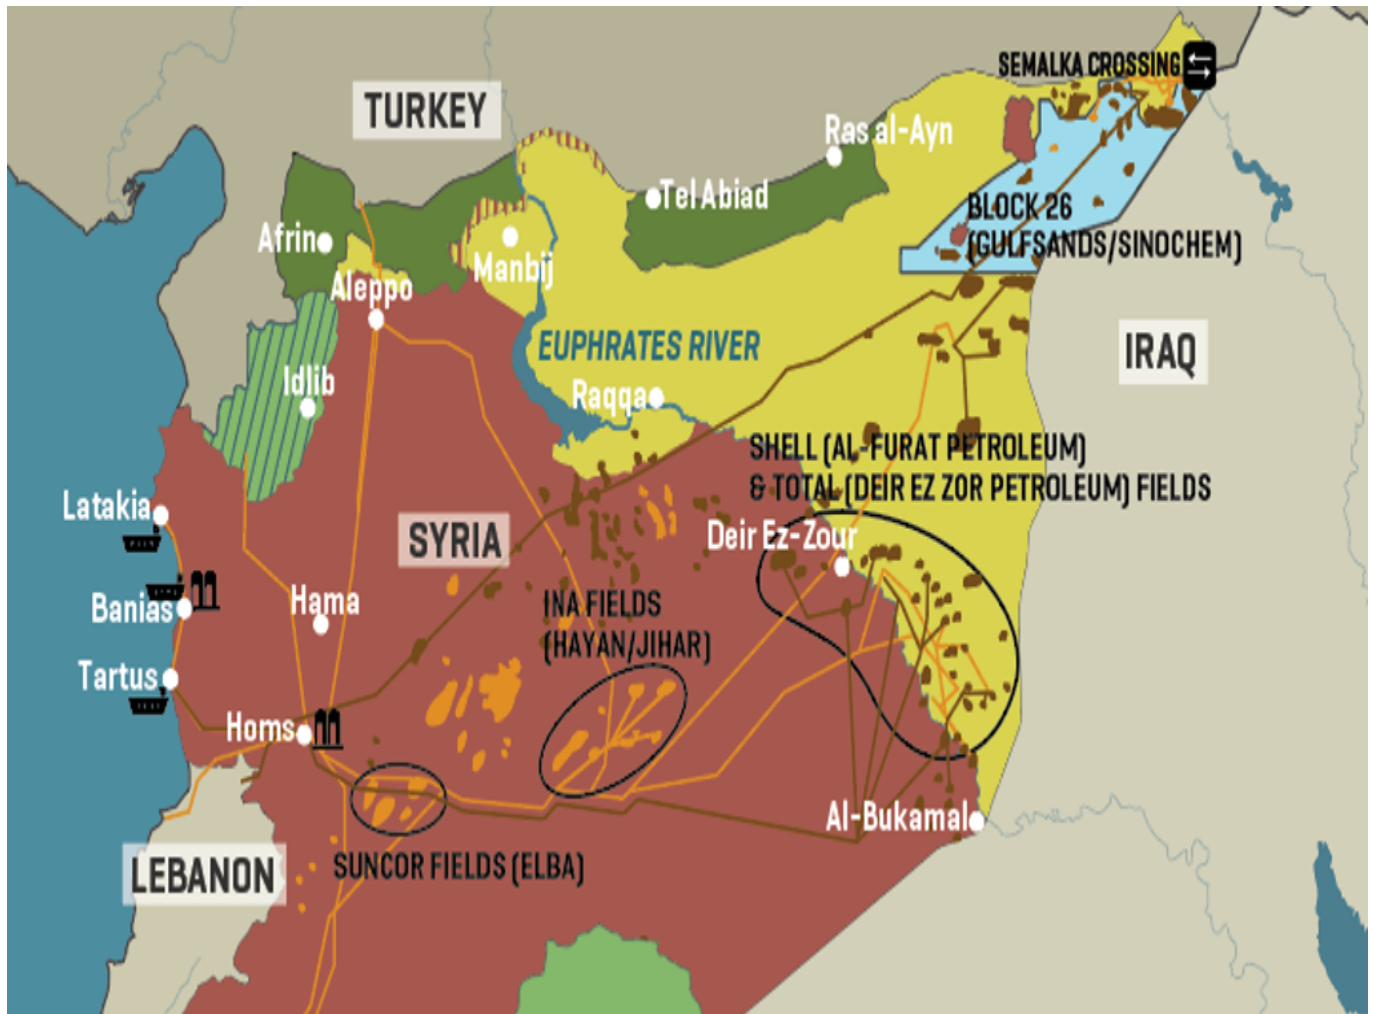 SEMALKA CROSSING
TURKEY
Ras al-Ayn
Tel Abiad
BLOCK 26
(GULFSANDS/SINOCHEM)
Afrin
Manbij
Aleppo
EUPHRATES RIVER
IRAQ
Idlib
Raqqa
SHELL (AL-FURAT PETROLEUM)
& TOTAL (DEIR EZ ZOR PETROLEUM) FIELDS
Latakia
SYRIA
Deir Ez-Zour
Banias
Hama
INA FIELDS
(HAYAN/JIHAR)
Tartus
Homs
Al-Bukamal
LEBANON
SUNCOR FIELDS (ELBA)